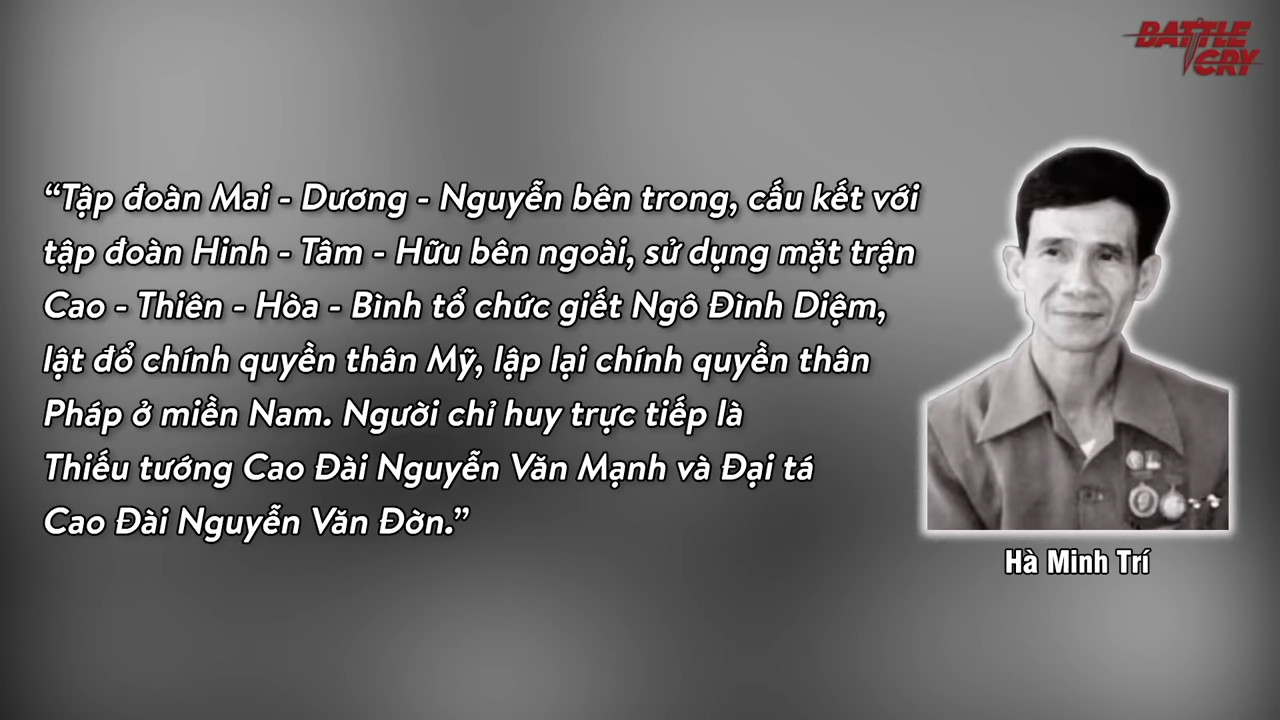 BATTLE
CRY
“Tập đoàn Mai - Dương - Nguyễn bên trong, cấu kết với
tập đoàn Hinh - Tâm - Hữu bên ngoài, sử dụng mặt trận
Cao - Thiên - Hòa - Bình tổ chức giết Ngô Đình Diệm,
lật đổ chính quyền thân Mỹ, lập lại chính quyền thân
Pháp ở miền Nam. Người chỉ huy trực tiếp là
Thiếu tướng Cao Đài Nguyễn Văn Mạnh và Đại tá
Cao Đài Nguyễn Văn Đờn.”
Hà Minh Trí